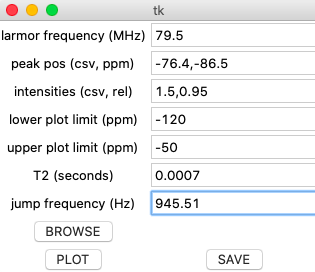 tk
larmor frequency (MHz) 79.5
peak pos (csv, ppm) -76.4,-86.5
intensities (csv, rel) 1.5,0.95
lower plot limit (ppm) -120
upper plot limit (ppm) -50
T2 (seconds) 0.0007
jump frequency (Hz) 945.51
BROWSE
PLOT SAVE